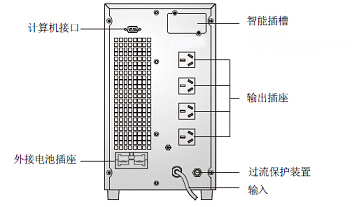 计算机接口
智能插槽
输出插座
外接电池插座
过流保护装置
输入